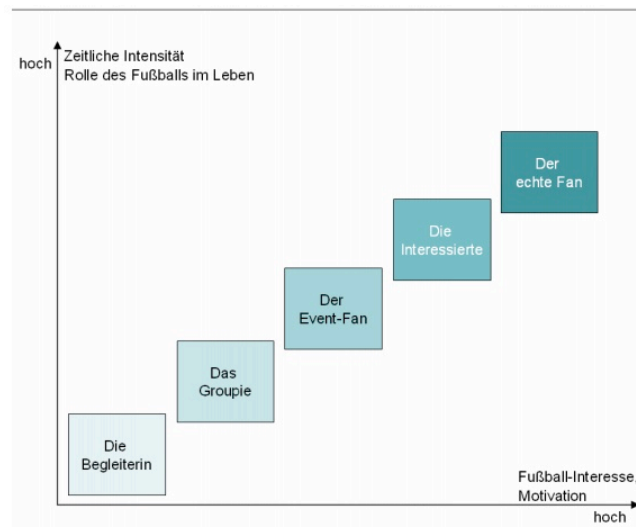 Zeitliche Intensität
hoch
Rolle des Fußballs im Leben
Der
echte Fan
Die
Interessierte
Der
Event-Fan
Das
Groupie
Die
Begleiterin
Fußball-Interesse,
Motivation
hoch